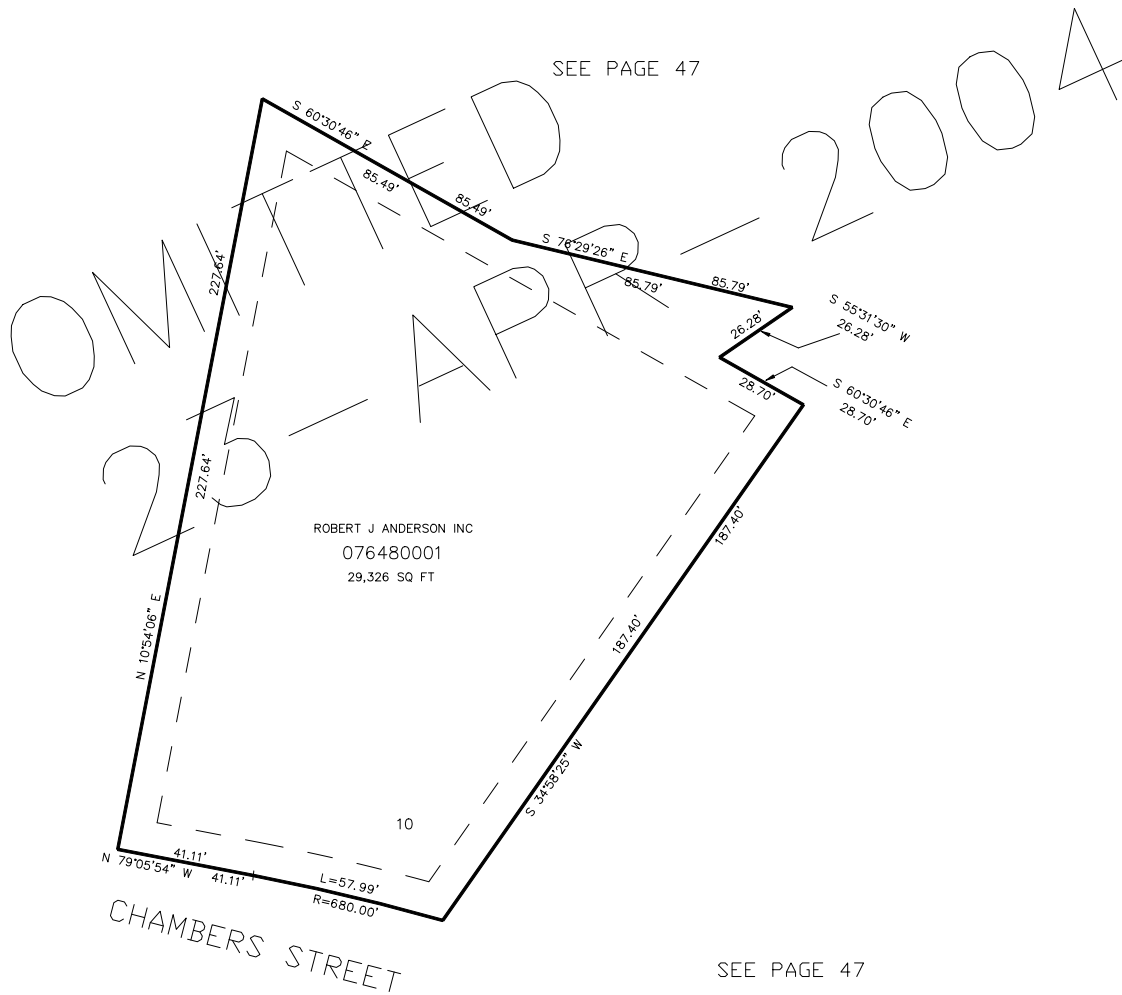 SEE PAGE 47
OMITTED
23-APR-2004
S 60°30'46" E
85.49'
85.49'
S 76°29'26" E
85.79'
85.79'
S 55°31'30" W
26.28'
26.28'
S 60°30'46" E
28.70'
28.70'
227.64'
227.64'
N 10°54'06" E
187.40'
187.40'
S 34°58'25" W
ROBERT J ANDERSON INC
076480001
29,326 SQ FT
10
41.11'
N 79°05'54" W
41.11'
L=57.99'
R=680.00'
CHAMBERS STREET
SEE PAGE 47